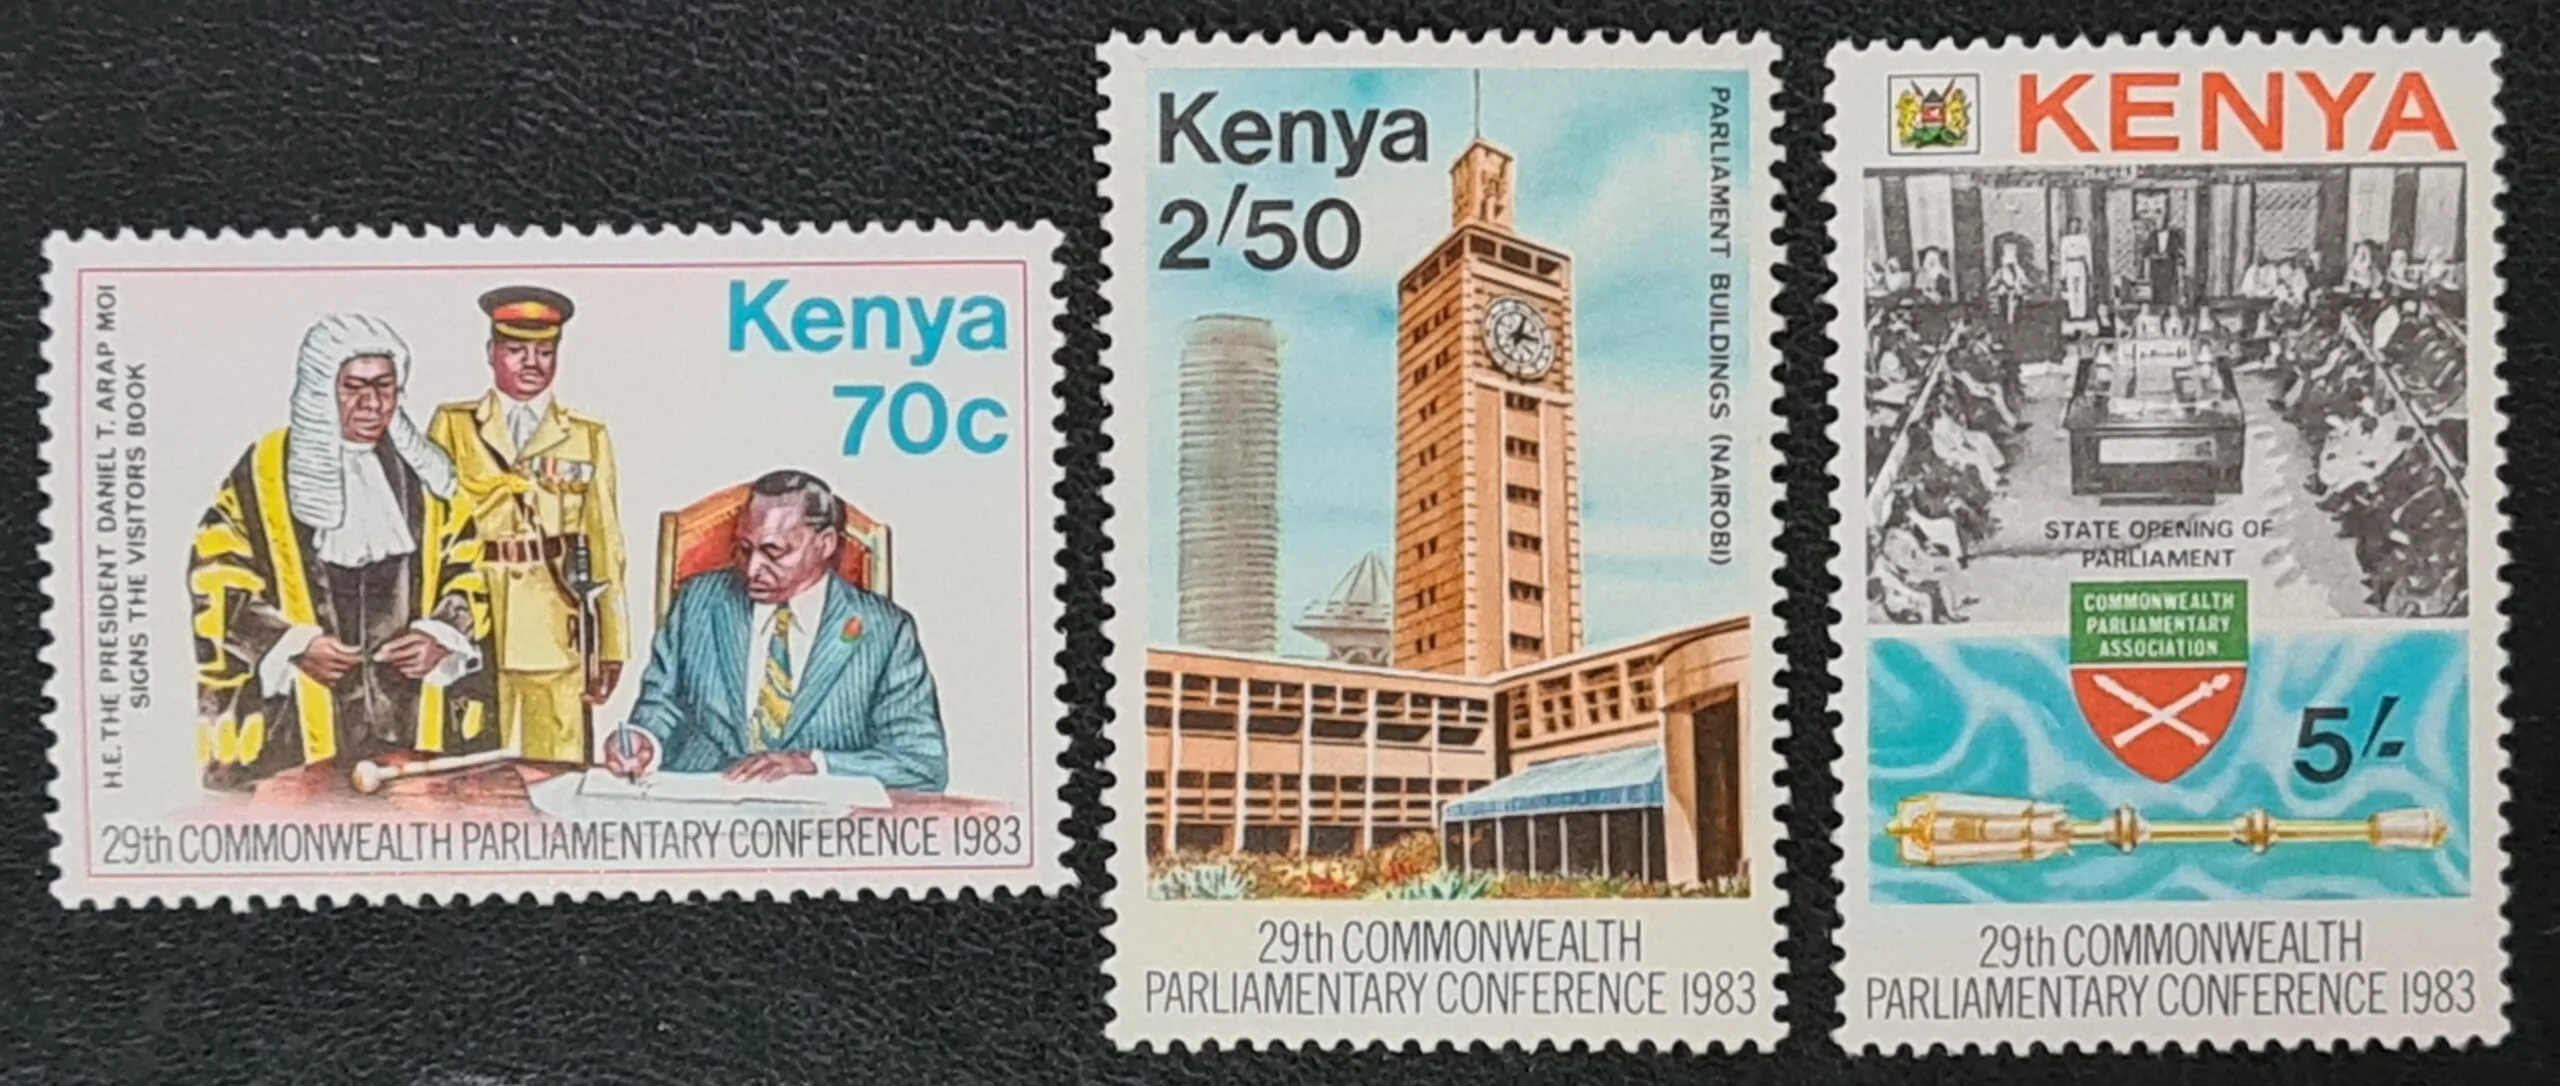 H.E. THE PRESIDENT DANIEL T. ARAP MOI
SIGNS THE VISITORS BOOK
Kenya
70c
29th COMMONWEALTH PARLIAMENTARY CONFERENCE 1983
Kenya
2/50
PARLIAMENT BUILDINGS (NAIROBI)
29th COMMONWEALTH
PARLIAMENTARY CONFERENCE 1983
KENYA
STATE OPENING OF
PARLIAMENT
COMMONWEALTH
PARLIAMENTARY
ASSOCIATION
5/-
29th COMMONWEALTH
PARLIAMENTARY CONFERENCE 1983